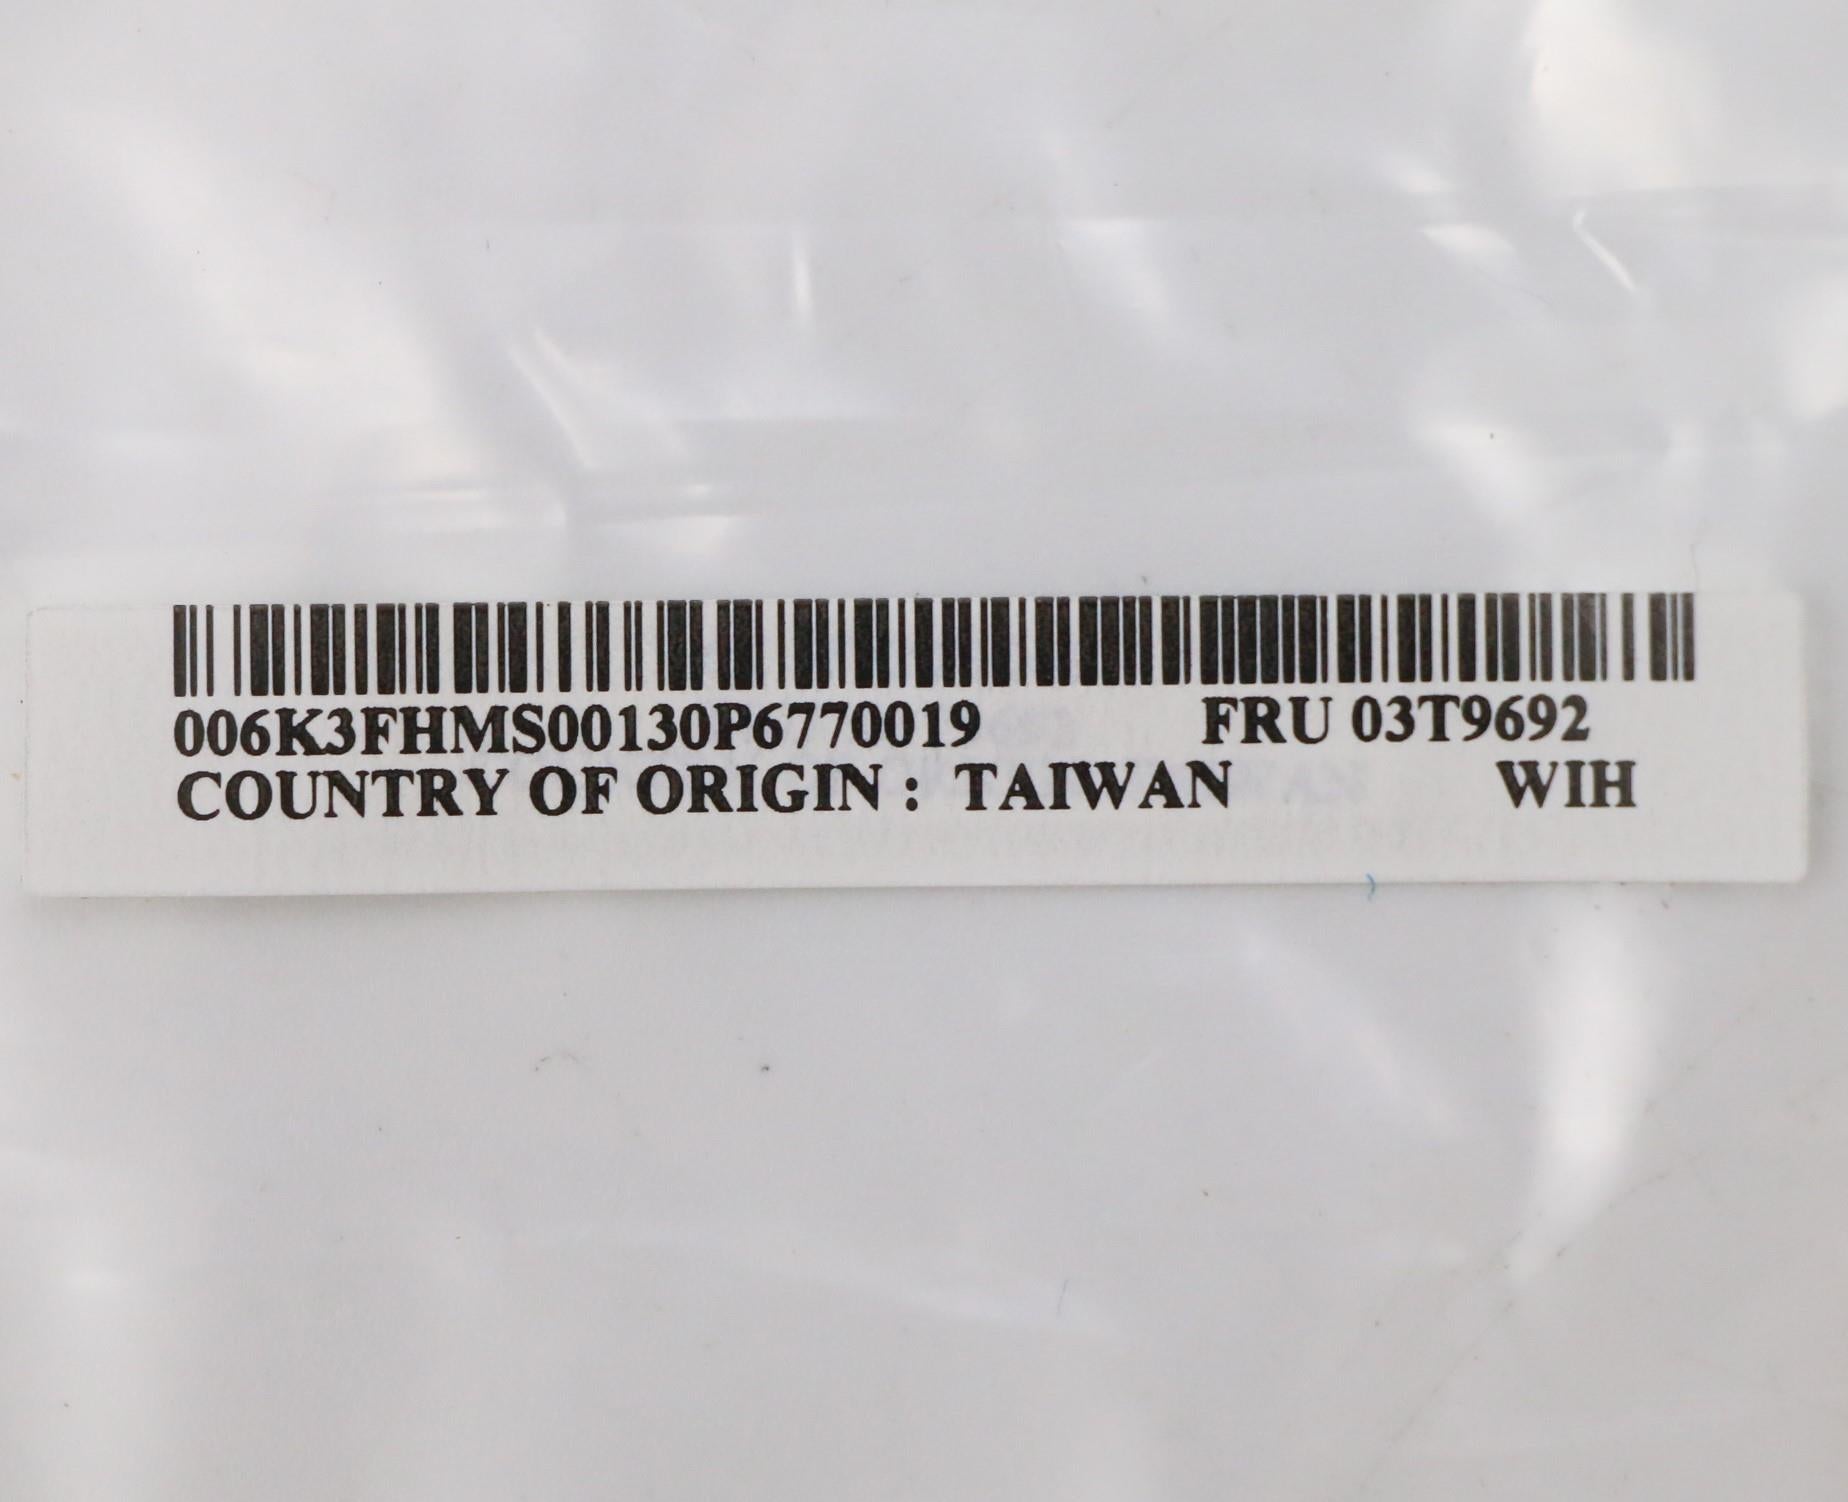 006K3FHMS00130P6770019 FRU 03T9692
COUNTRY OF ORIGIN : TAIWAN WIH